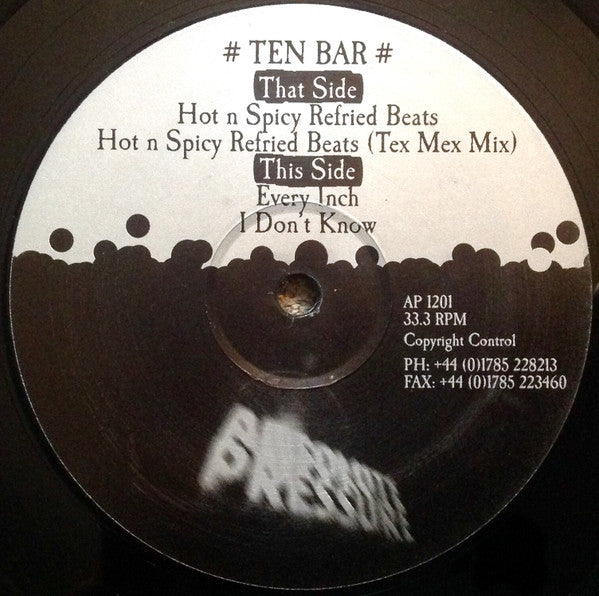 # TEN BAR #
That Side
Hot n Spicy Refried Beats
Hot n Spicy Refried Beats (Tex Mex Mix)
This Side
Every Inch
I Don't Know
AP 1201
33.3 RPM
Copyright Control
PH: +44 (0)1785 228213
FAX: +44 (0)1785 223460
PRESSURE